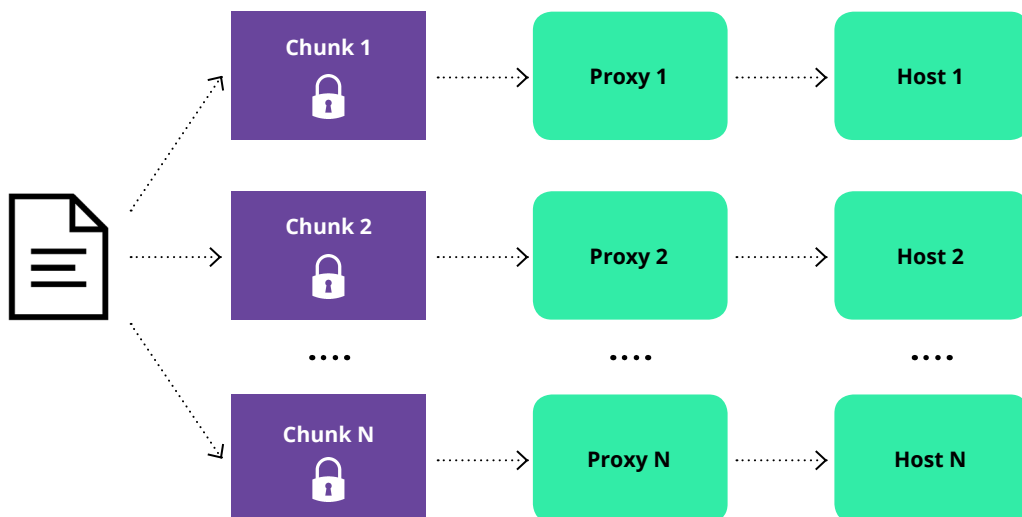 Chunk 1
Proxy 1
Host 1
Chunk 2
Proxy 2
Host 2
....
....
....
Chunk N
Proxy N
Host N